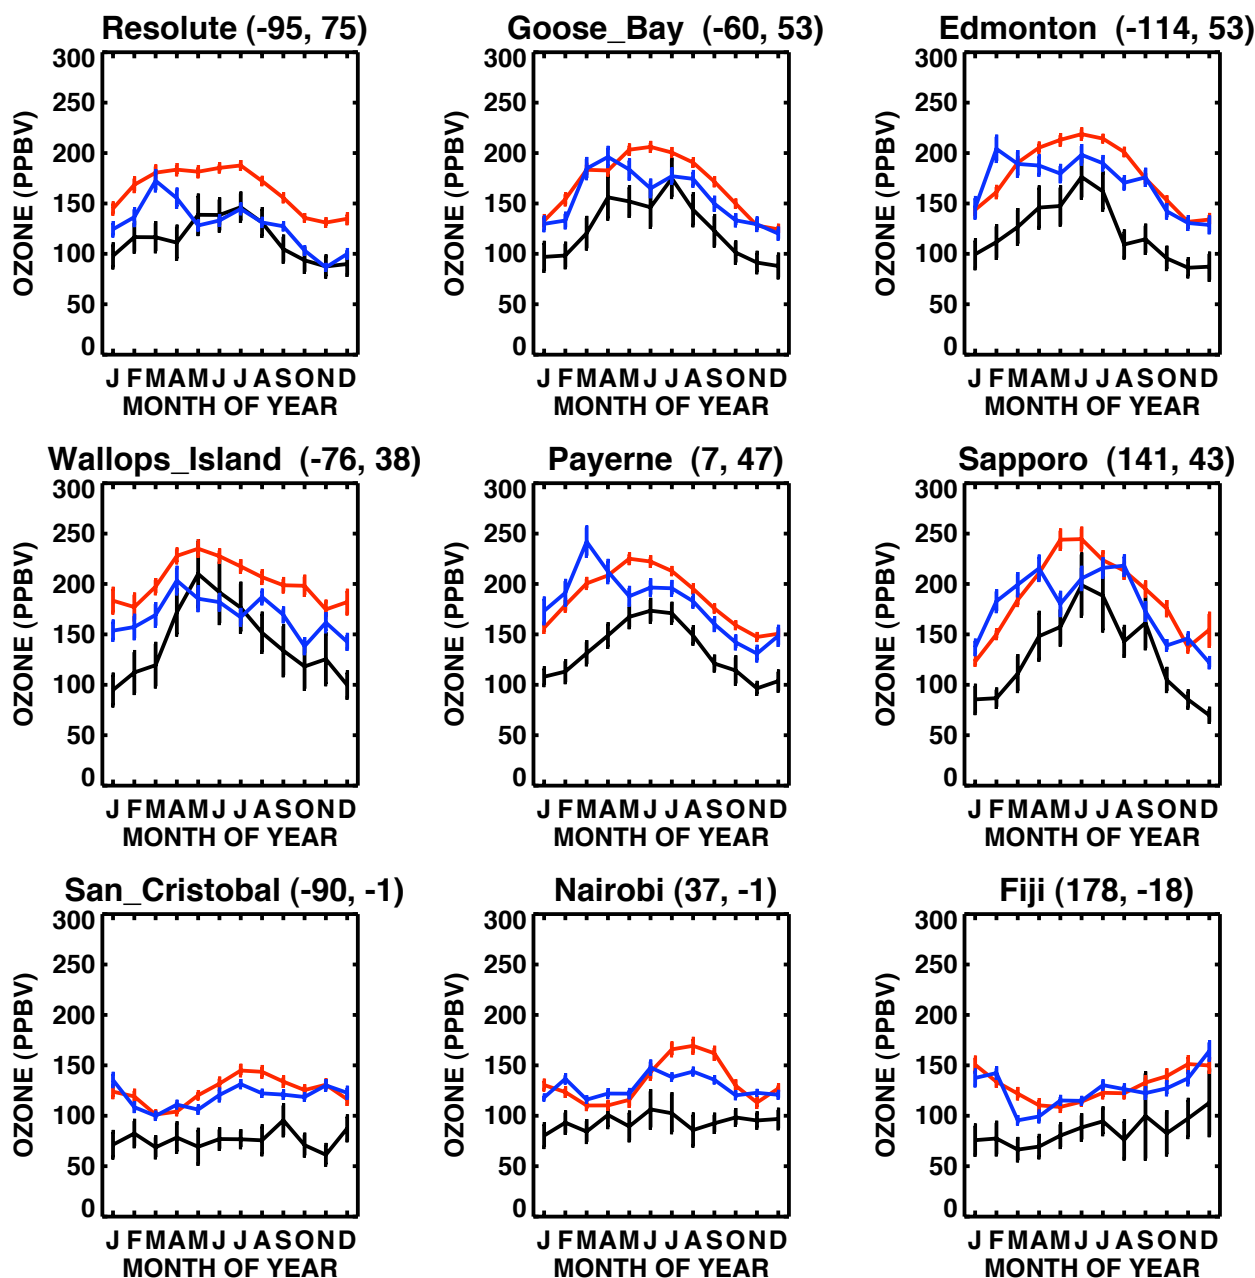 Resolute (-95, 75)
OZONE (PPBV)
300
250
200
150
100
50
0
J F M A M J J A S O N D
MONTH OF YEAR
Goose_Bay (-60, 53)
OZONE (PPBV)
300
250
200
150
100
50
0
J F M A M J J A S O N D
MONTH OF YEAR
Edmonton (-114, 53)
OZONE (PPBV)
300
250
200
150
100
50
0
J F M A M J J A S O N D
MONTH OF YEAR
Wallops_Island (-76, 38)
OZONE (PPBV)
300
250
200
150
100
50
0
J F M A M J J A S O N D
MONTH OF YEAR
Payerne (7, 47)
OZONE (PPBV)
300
250
200
150
100
50
0
J F M A M J J A S O N D
MONTH OF YEAR
Sapporo (141, 43)
OZONE (PPBV)
300
250
200
150
100
50
0
J F M A M J J A S O N D
MONTH OF YEAR
San_Cristobal (-90, -1)
OZONE (PPBV)
300
250
200
150
100
50
0
J F M A M J J A S O N D
MONTH OF YEAR
Nairobi (37, -1)
OZONE (PPBV)
300
250
200
150
100
50
0
J F M A M J J A S O N D
MONTH OF YEAR
Fiji (178, -18)
OZONE (PPBV)
300
250
200
150
100
50
0
J F M A M J J A S O N D
MONTH OF YEAR